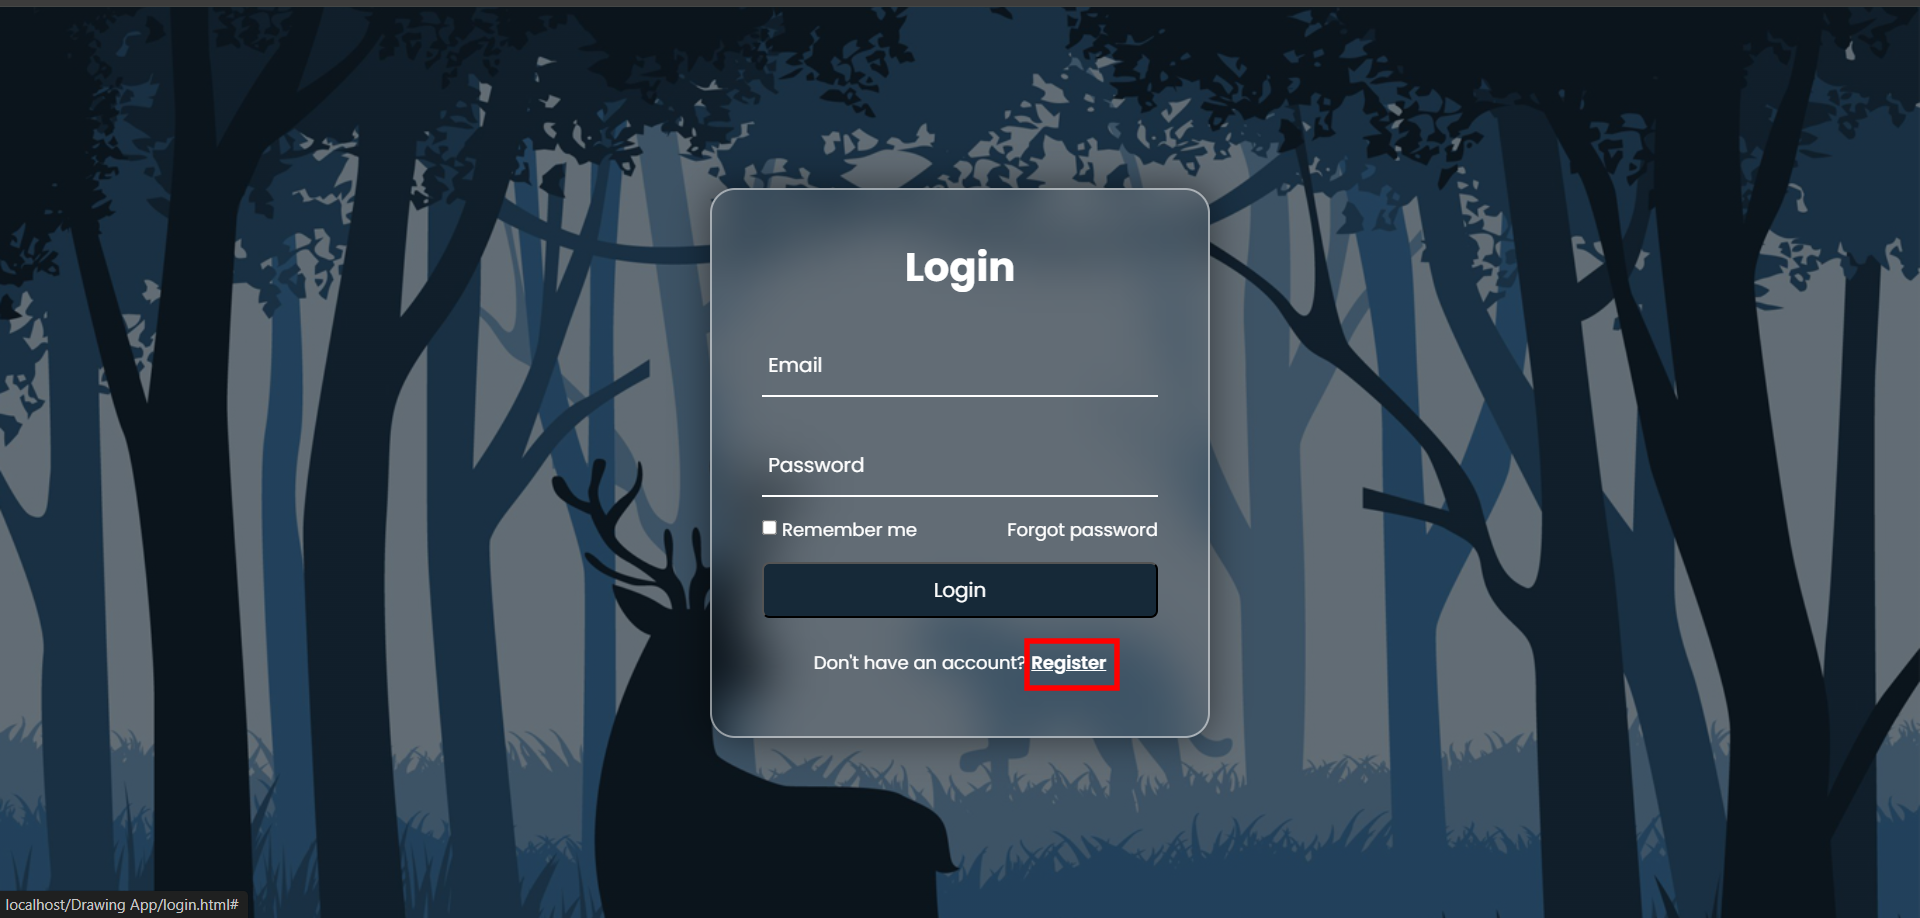 Login
Email
Password
Remember me Forgot password
Login
Don't have an account? Register
localhost/Drawing App/login.html#